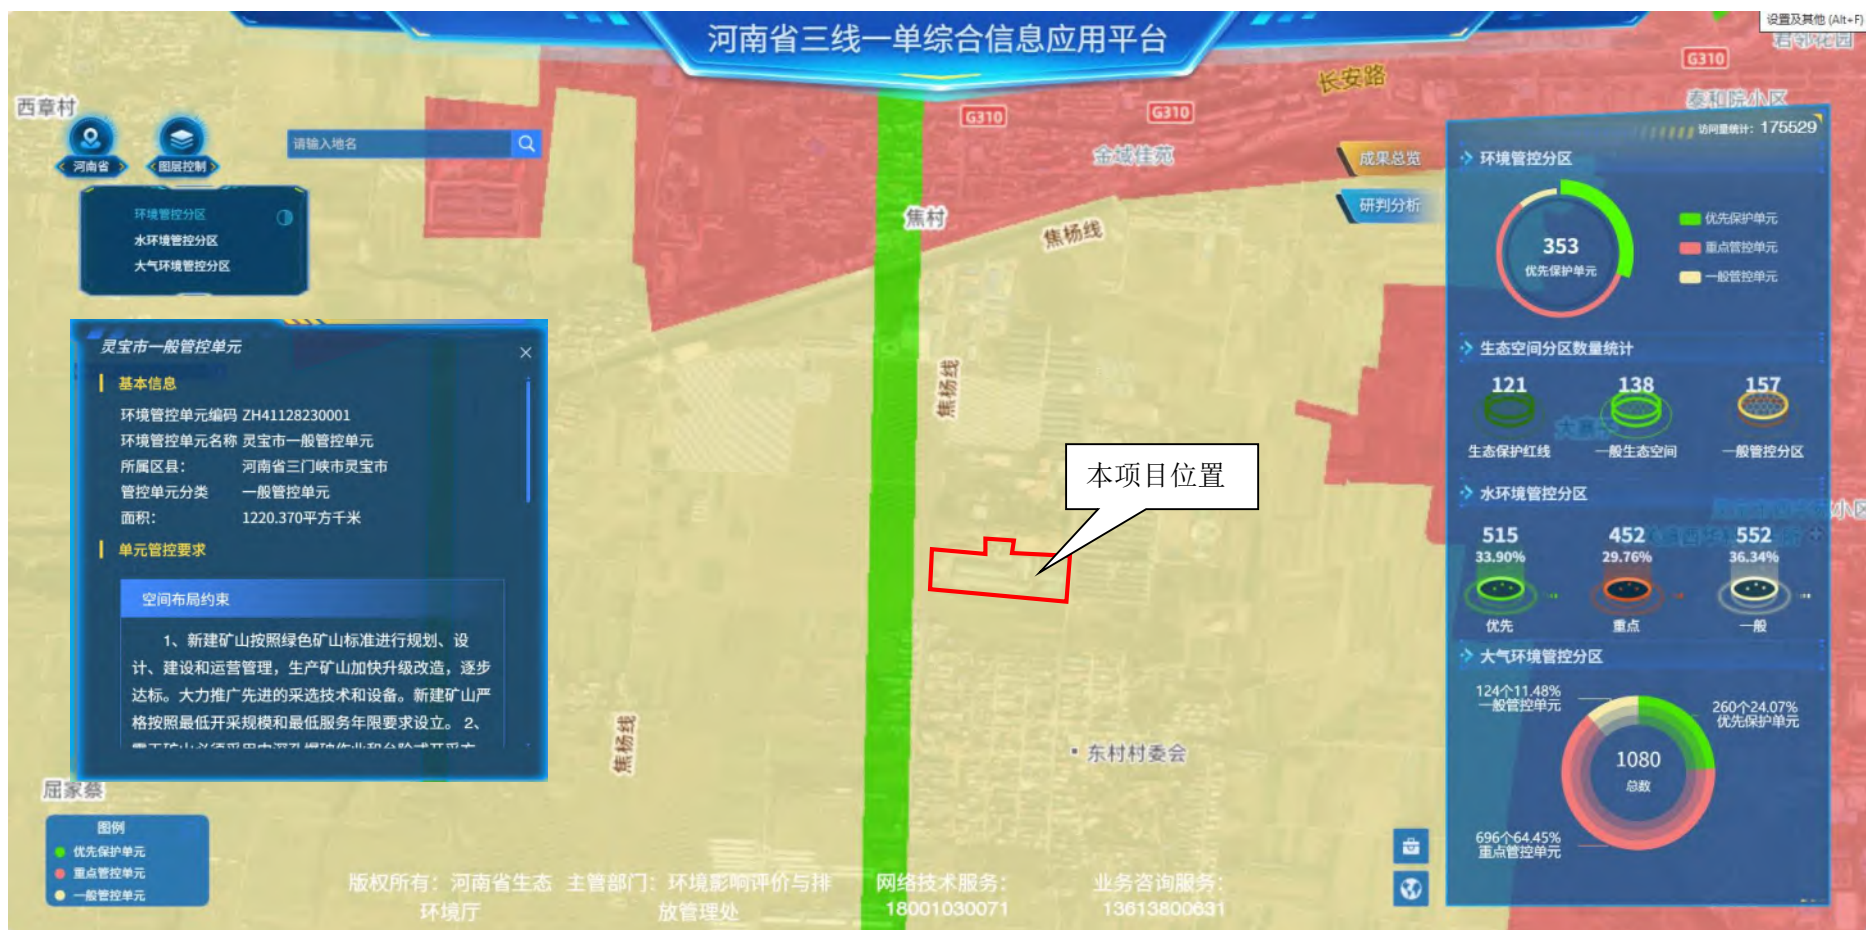 设置及其他 (Alt+F)
河南省三线一单综合信息应用平台
G310
长安路
泰和院小区
西章村
G310
G310
河南省
图层控制
请输入地名
金域佳苑
成果总览
研判分析
环境管控分区
水环境管控分区
大气环境管控分区
焦村
焦杨线
访问量统计：175529
环境管控分区
353
优先保护单元
优先保护单元
重点管控单元
一般管控单元
灵宝市一般管控单元
基本信息
环境管控单元编码 ZH41128230001
环境管控单元名称 灵宝市一般管控单元
所属区县： 河南省三门峡市灵宝市
管控单元分类 一般管控单元
面积： 1220.370平方千米
单元管控要求
空间布局约束
1、新建矿山按照绿色矿山标准进行规划、设
计、建设和运营管理，生产矿山加快升级改造，逐步
达标。大力推广先进的采选技术和设备。新建矿山严
格按照最低开采规模和最低服务年限要求设立。 2、
焦杨线
本项目位置
焦杨线
东村村委会
屈家蔡
生态空间分区数量统计
121 138 157
生态保护红线 一般生态空间 一般管控分区
水环境管控分区
515 452 552
33.90% 29.76% 36.34%
优先 重点 一般
大气环境管控分区
124个11.48%
一般管控单元
260个24.07%
优先保护单元
1080
总数
696个64.45%
重点管控单元
图例
优先保护单元
重点管控单元
一般管控单元
版权所有：河南省生态
环境厅
主管部门：环境影响评价与排
放管理处
网络技术服务：
18001030071
业务咨询服务：
13613800631